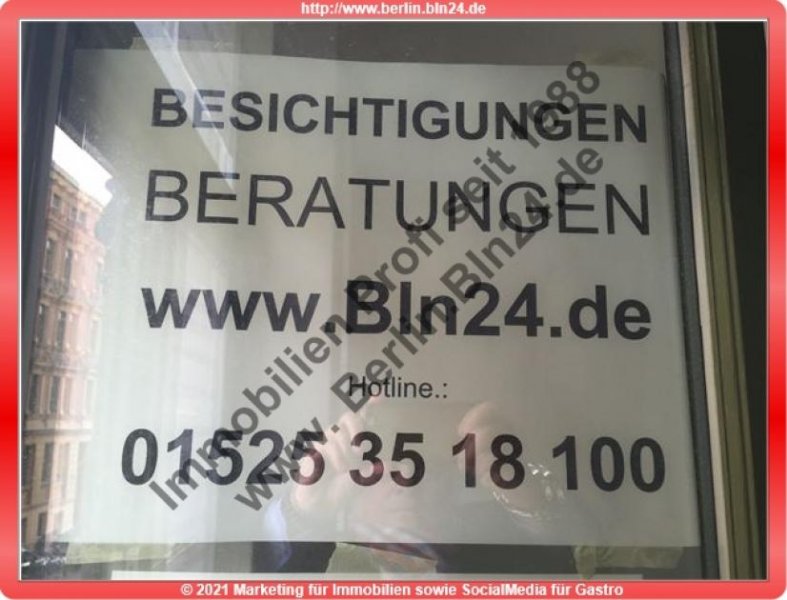 http://www.berlin.bln24.de
BESICHTIGUNGEN
BERATUNGEN
www.Bln24.de
Hotline.:
01525 35 18 100
Immobilien Profi seit 1988
www. Berlin.Bln24.de
© 2021 Marketing für Immobilien sowie SocialMedia für Gastro